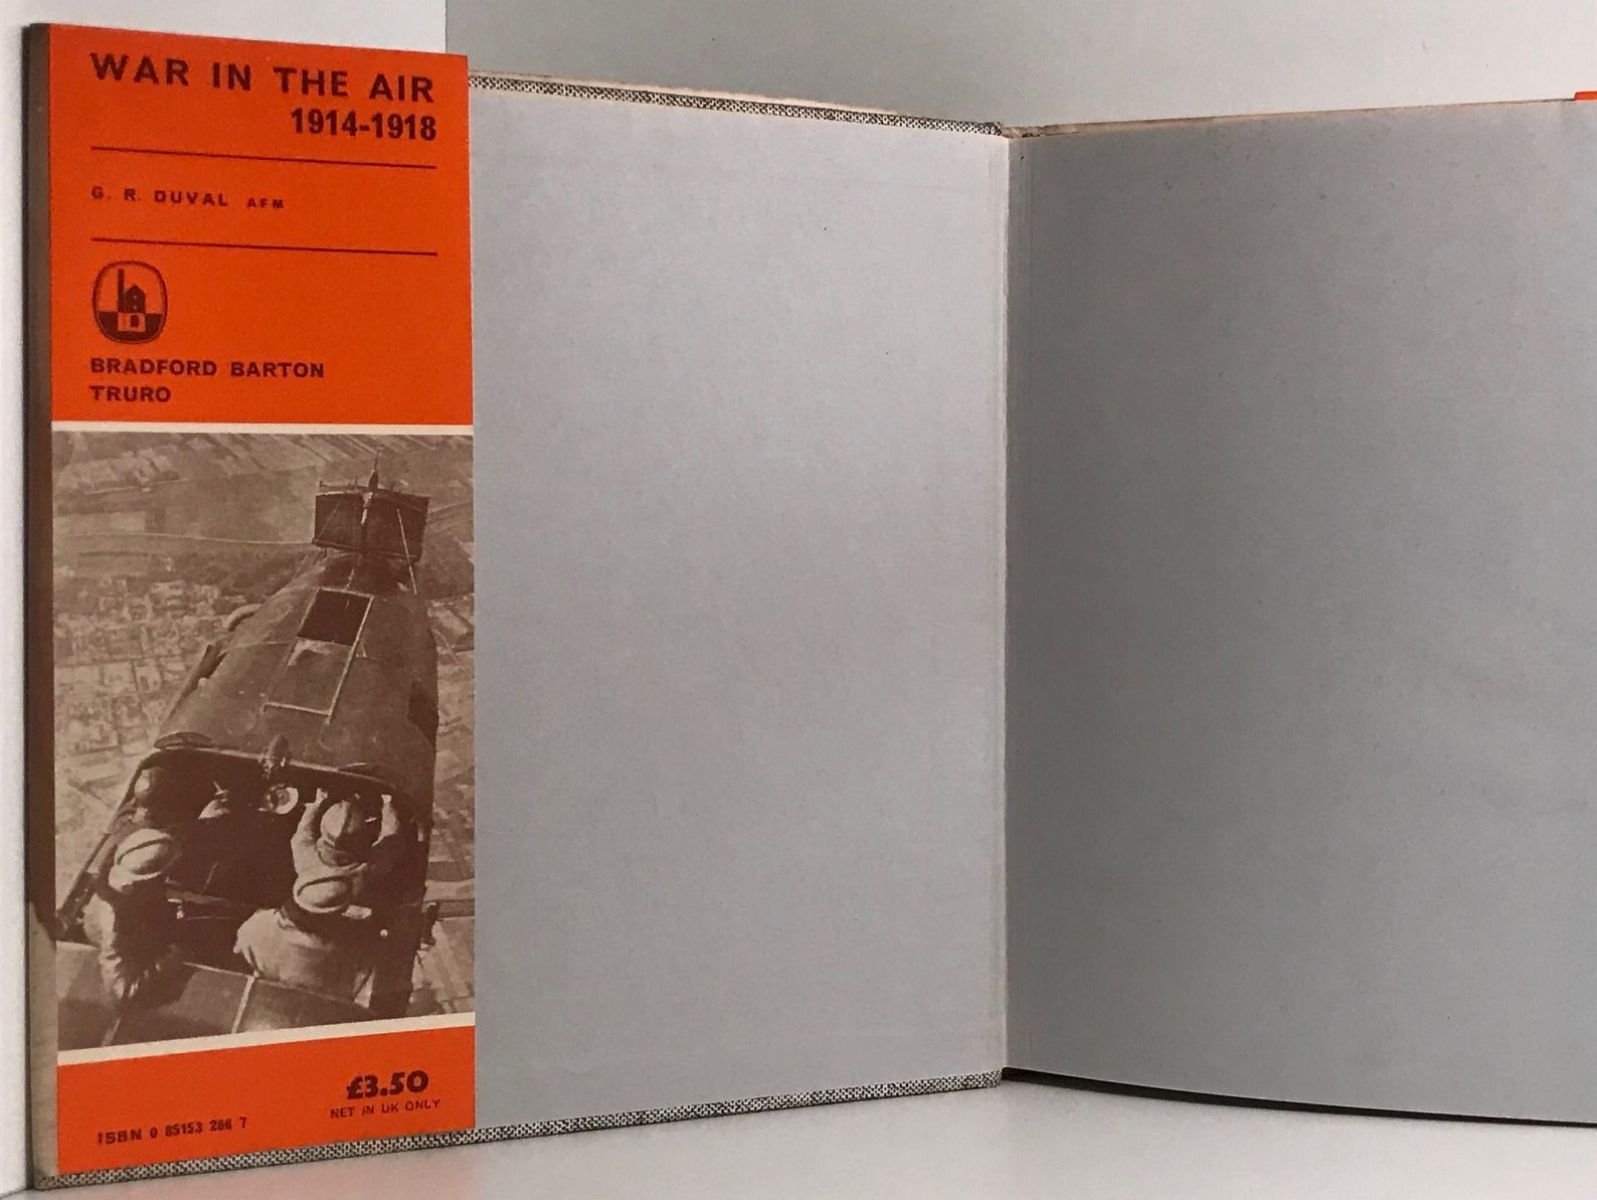 WAR IN THE AIR
1914-1918
G. R. DUVAL AFM
BRADFORD BARTON
TRURO
£3.50
NET IN UK ONLY
ISBN 0 85153 266 7